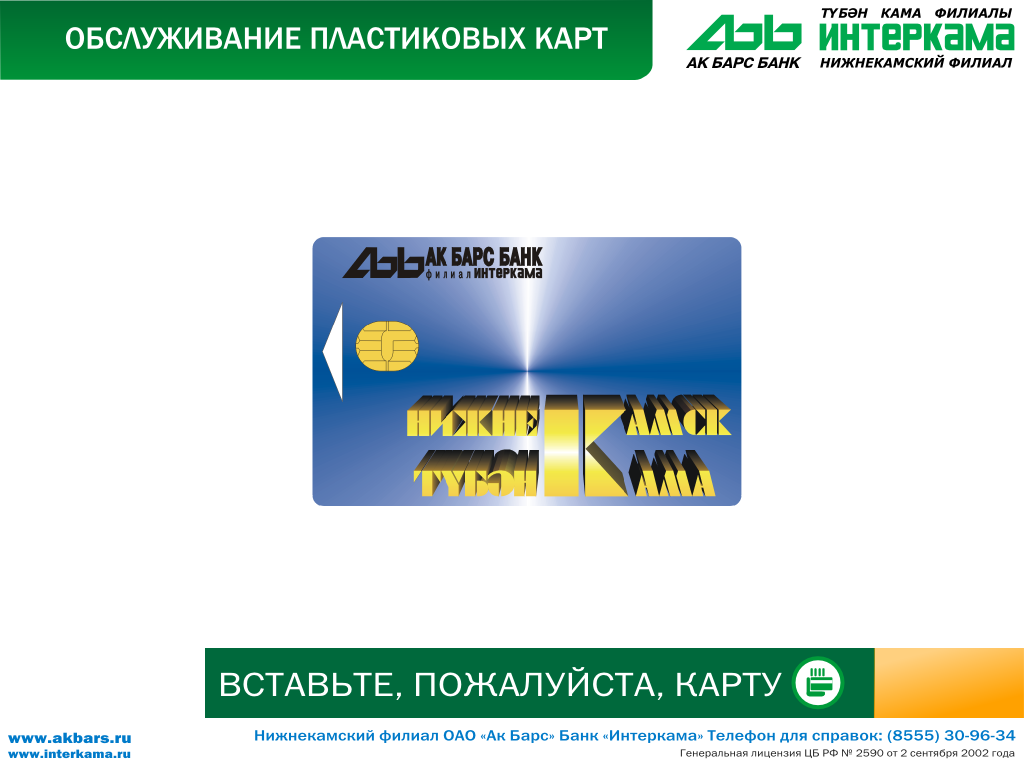 ОБСЛУЖИВАНИЕ ПЛАСТИКОВЫХ КАРТ
ТҮБӘН КАМА ФИЛИАЛЫ
ИНТЕРКАМА
АК БАРС БАНК
НИЖНЕКАМСКИЙ ФИЛИАЛ
АК БАРС БАНК
филиал ИНТЕРКАМА
НИЖНЕКАМСК
ТҮБӘН КАМА
ВСТАВЬТЕ, ПОЖАЛУЙСТА, КАРТУ
www.akbars.ru
Нижнекамский филиал ОАО «Ак Барс» Банк «Интеркама» Телефон для справок: (8555) 30-96-34
www.interkama.ru
Генеральная лицензия ЦБ РФ № 2590 от 2 сентября 2002 года